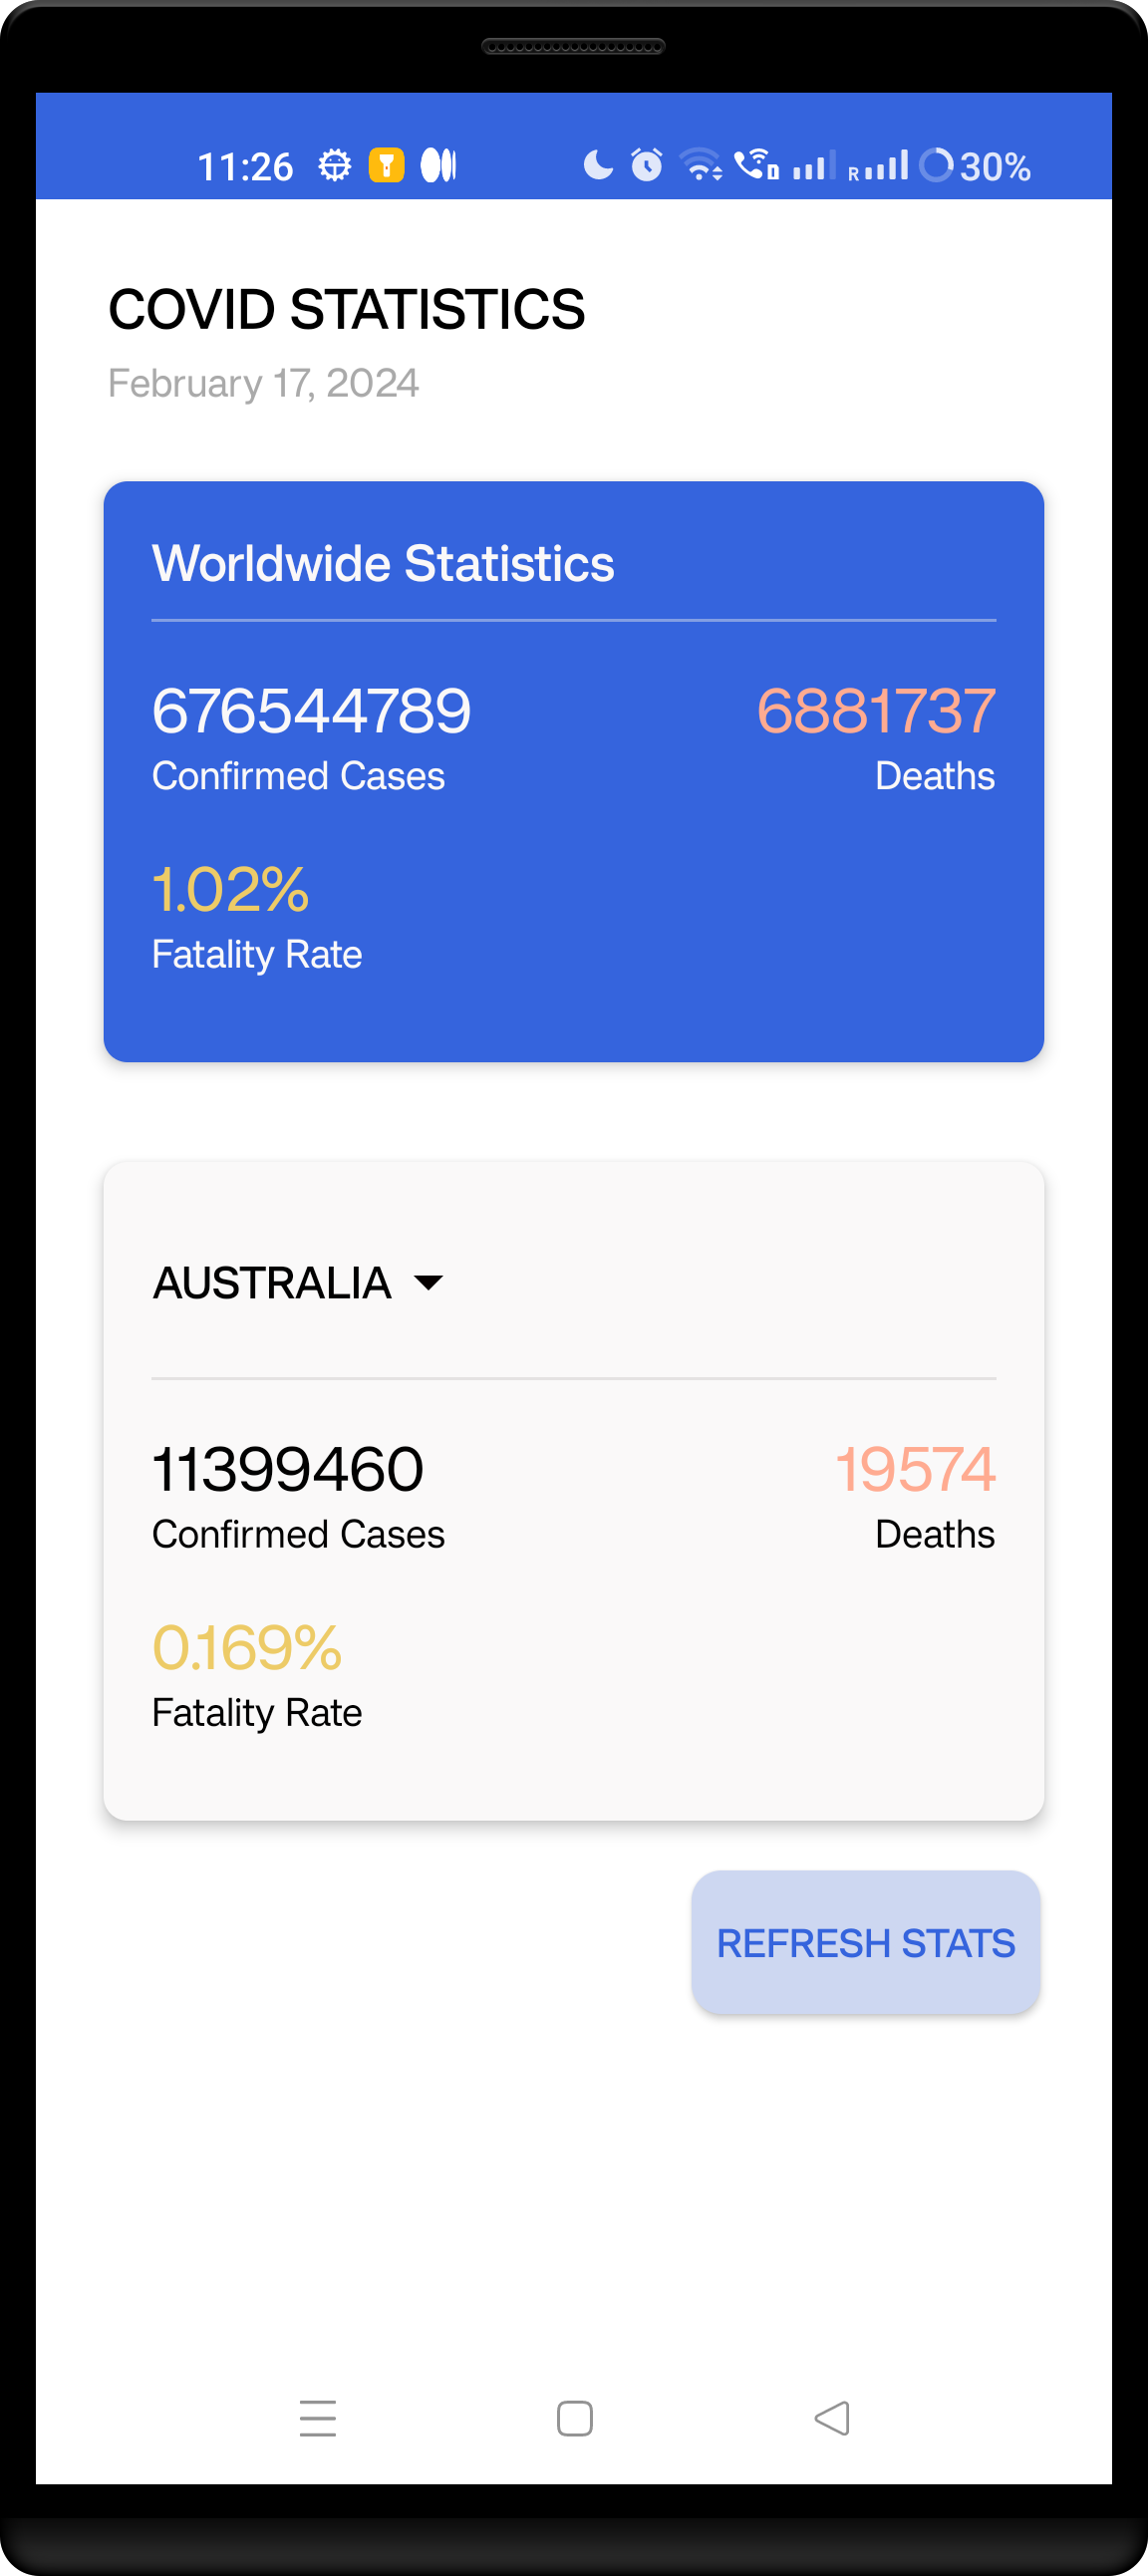 11:26 R 30%
COVID STATISTICS
February 17, 2024
Worldwide Statistics
676544789 6881737
Confirmed Cases Deaths
1.02%
Fatality Rate
AUSTRALIA
11399460 19574
Confirmed Cases Deaths
0.169%
Fatality Rate
REFRESH STATS